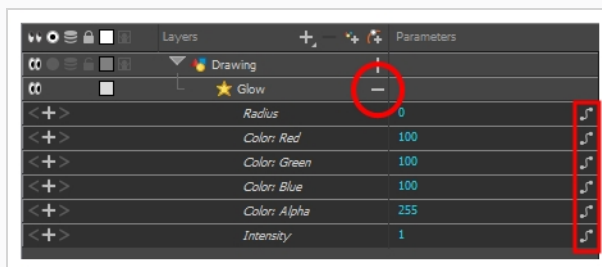 Layers Parameters
Drawing
Glow
Radius 0
Color: Red 100
Color: Green 100
Color: Blue 100
Color: Alpha 255
Intensity 1